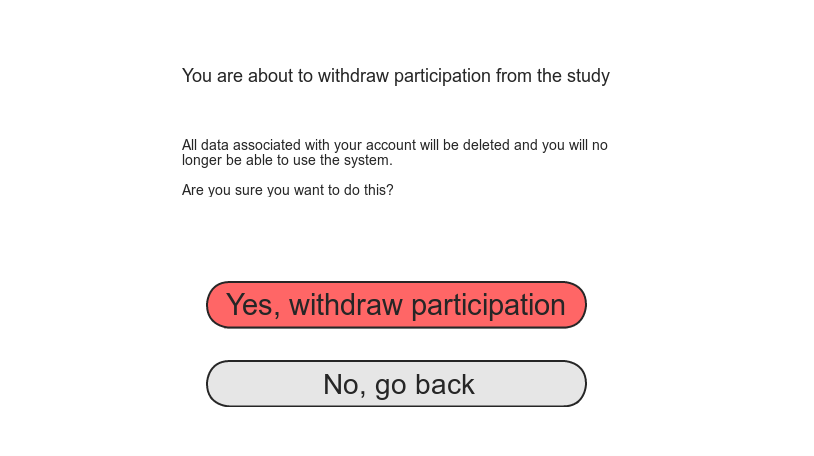 You are about to withdraw participation from the study
All data associated with your account will be deleted and you will no
longer be able to use the system.
Are you sure you want to do this?
Yes, withdraw participation
No, go back